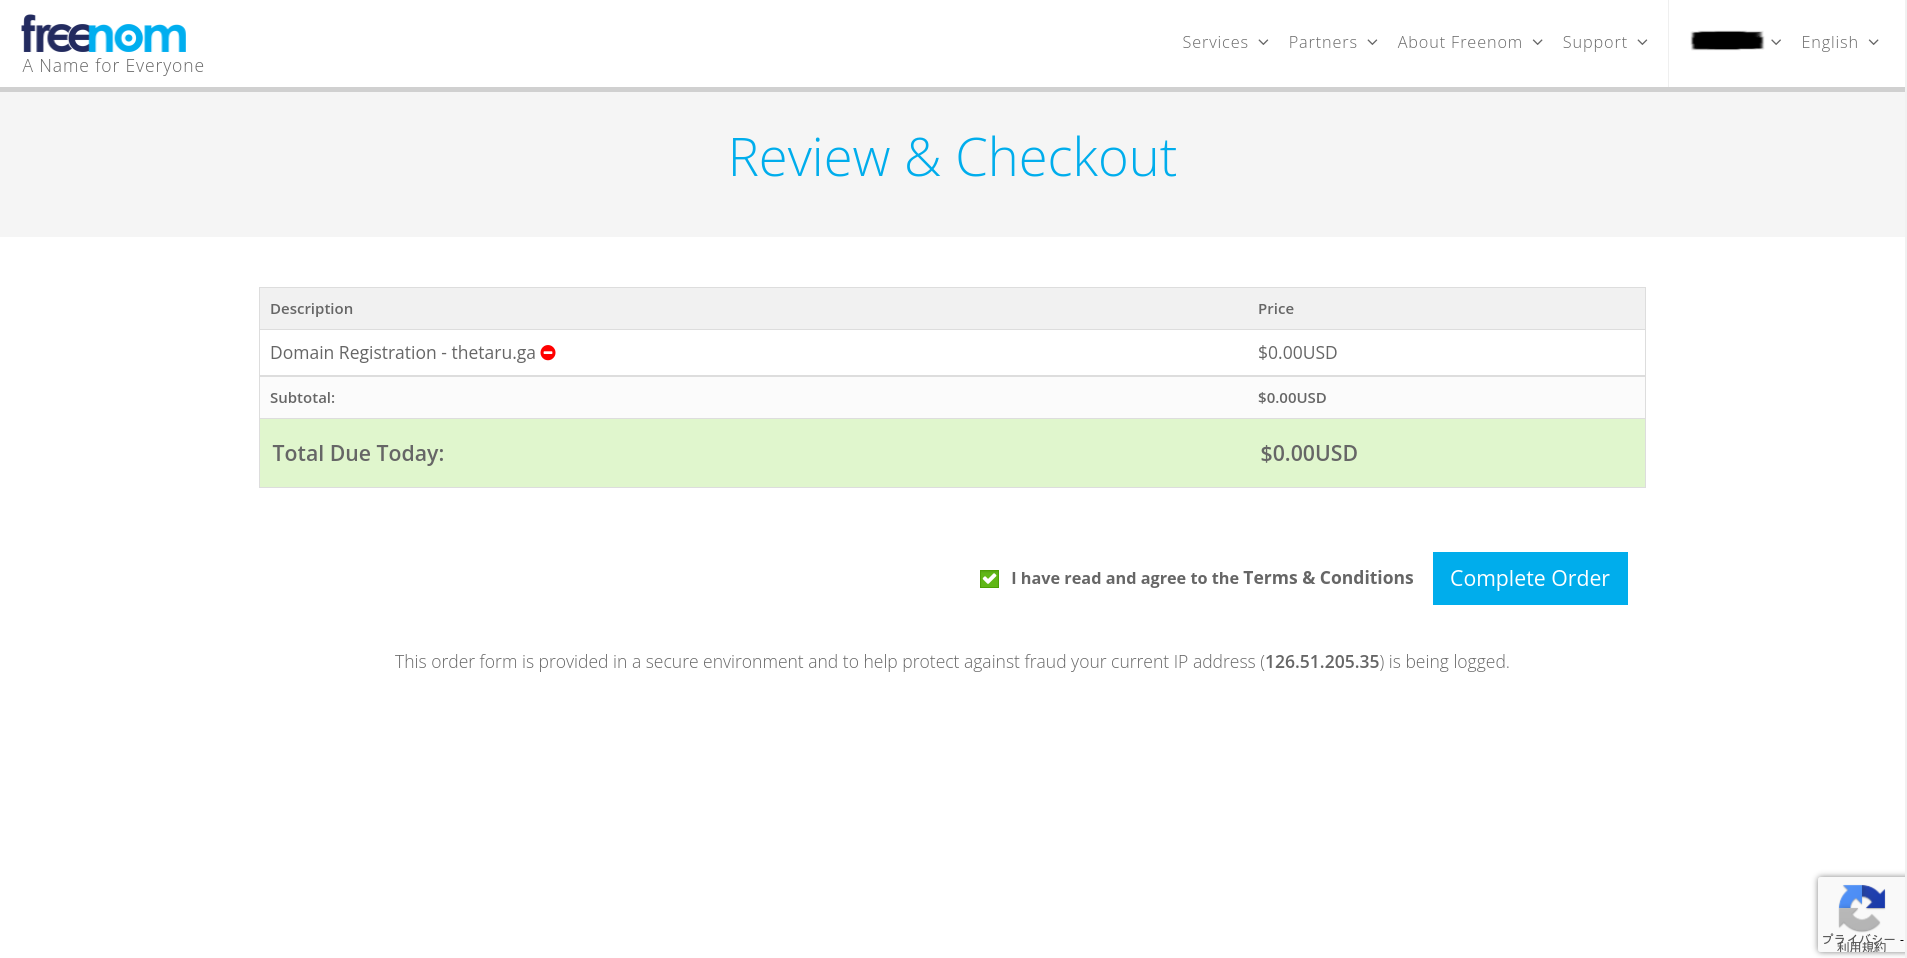 freenom
A Name for Everyone
Services Partners About Freenom Support English
Review & Checkout
Description Price
Domain Registration - thetaru.ga $0.00USD
Subtotal: $0.00USD
Total Due Today: $0.00USD
I have read and agree to the Terms & Conditions Complete Order
This order form is provided in a secure environment and to help protect against fraud your current IP address (126.51.205.35) is being logged.
プライバシー -
利用規約